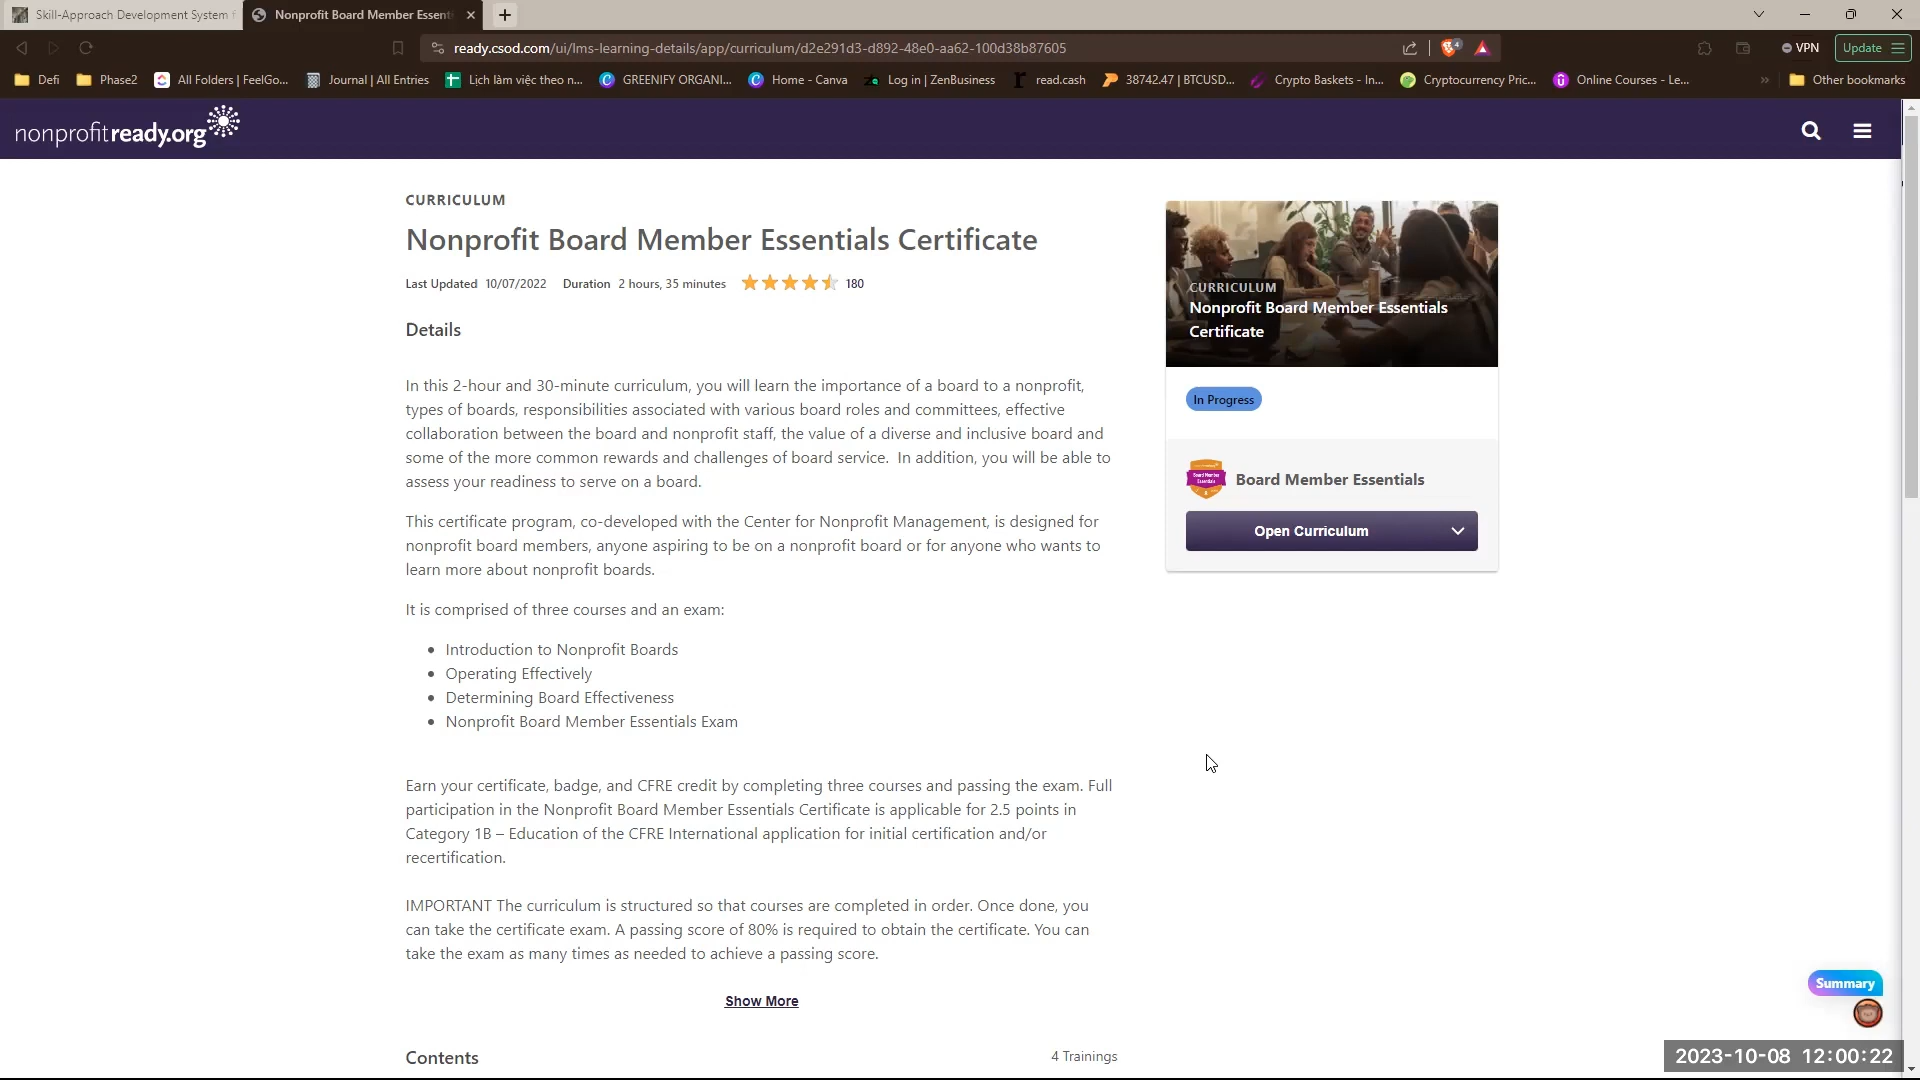 Skill-Approach Development System f
Nonprofit Board Member Essenti
ready.csod.com/ui/lms-learning-details/app/curriculum/d2e291d3-d892-48e0-aa62-100d38b87605
4
VPN
Update
Defi
Phase2
All Folders | FeelGo...
Journal | All Entries
Lịch làm việc theo n...
GREENIFY ORGANI...
Home - Canva
Log in | ZenBusiness
read.cash
38742.47 | BTCUSD...
Crypto Baskets - In...
Cryptocurrency Pric...
Online Courses - Le...
Other bookmarks
nonprofitready.org
CURRICULUM
Nonprofit Board Member Essentials Certificate
Last Updated 10/07/2022 Duration 2 hours, 35 minutes 180
Details
In this 2-hour and 30-minute curriculum, you will learn the importance of a board to a nonprofit,
types of boards, responsibilities associated with various board roles and committees, effective
collaboration between the board and nonprofit staff, the value of a diverse and inclusive board and
some of the more common rewards and challenges of board service. In addition, you will be able to
assess your readiness to serve on a board.
This certificate program, co-developed with the Center for Nonprofit Management, is designed for
nonprofit board members, anyone aspiring to be on a nonprofit board or for anyone who wants to
learn more about nonprofit boards.
It is comprised of three courses and an exam:
• Introduction to Nonprofit Boards
• Operating Effectively
• Determining Board Effectiveness
• Nonprofit Board Member Essentials Exam
Earn your certificate, badge, and CFRE credit by completing three courses and passing the exam. Full
participation in the Nonprofit Board Member Essentials Certificate is applicable for 2.5 points in
Category 1B – Education of the CFRE International application for initial certification and/or
recertification.
IMPORTANT The curriculum is structured so that courses are completed in order. Once done, you
can take the certificate exam. A passing score of 80% is required to obtain the certificate. You can
take the exam as many times as needed to achieve a passing score.
Show More
Contents
4 Trainings
CURRICULUM
Nonprofit Board Member Essentials
Certificate
In Progress
Board Member
Essentials
Board Member Essentials
Open Curriculum
Summary
2023-10-08 12:00:22